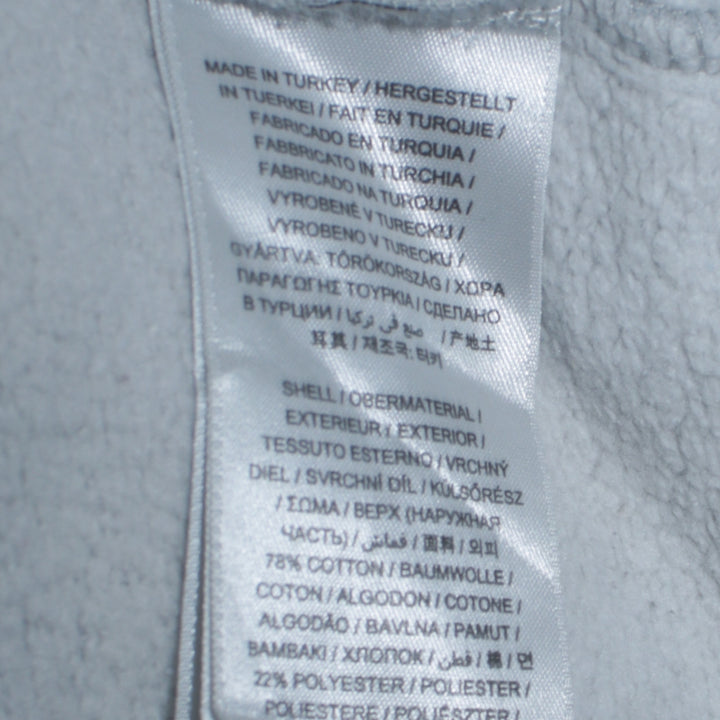 MADE IN TURKEY / HERGESTELLT
IN TUERKEI / FAIT EN TURQUIE /
FABRICADO EN TURQUIA /
FABBRICATO IN TURCHIA /
FABRICADO NA TURQUIA /
VYROBENÉ V TURECKU /
VYROBENO V TURECKU /
GYÁRTVA: TÖRÖKORSZÁG / ΧΩΡΑ
ΠΑΡΑΓΩΓΗΣ ΤΟΥΡΚΙΑ / СДЕЛАНО
В ТУРЦИИ / صنع في تركيا / 产地土
耳其 / 제조국: 터키
SHELL / OBERMATERIAL /
EXTERIEUR / EXTERIOR /
TESSUTO ESTERNO / VRCHNÝ
DIEL / SVRCHNÍ DÍL / KÜLSŐRÉSZ
/ ΣΩΜΑ / ВЕРХ (НАРУЖНАЯ
ЧАСТЬ) / قماش / 面料 / 외피
78% COTTON / BAUMWOLLE /
COTON / ALGODON / COTONE /
ALGODÃO / BAVLNA / PAMUT /
ΒΑΜΒΑΚΙ / ХЛОПОК / قطن / 棉 / 면
22% POLYESTER / POLIESTER /
POLIESTERE / POLIÉSZTER /